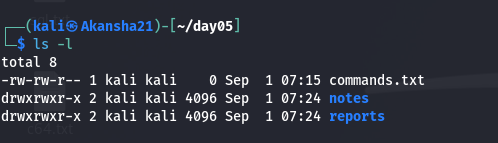 ┌──(kali㉿Akansha21)-[~/day05]
└─$ ls -l
total 8
-rw-rw-r-- 1 kali kali    0 Sep  1 07:15 commands.txt
drwxrwxr-x 2 kali kali 4096 Sep  1 07:24 notes
drwxrwxr-x 2 kali kali 4096 Sep  1 07:24 reports
c64.txt